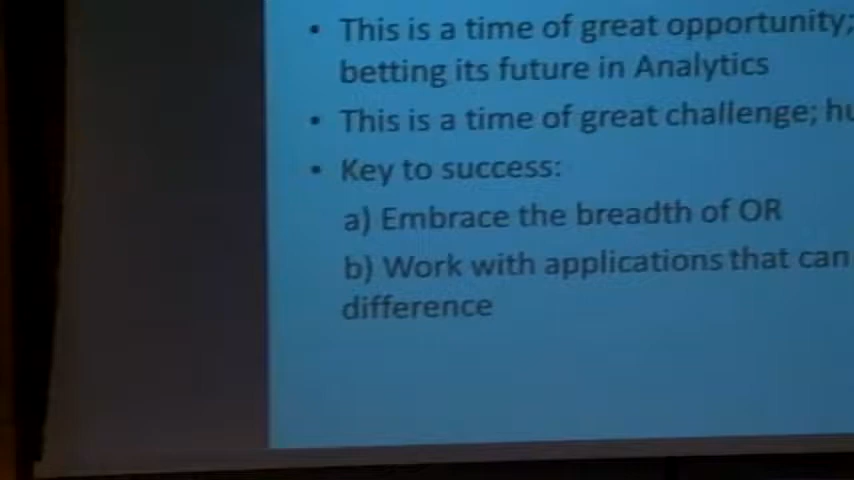 • This is a time of great opportunity;
betting its future in Analytics
• This is a time of great challenge;
• Key to success:
a) Embrace the breadth of OR
b) Work with applications that can
difference